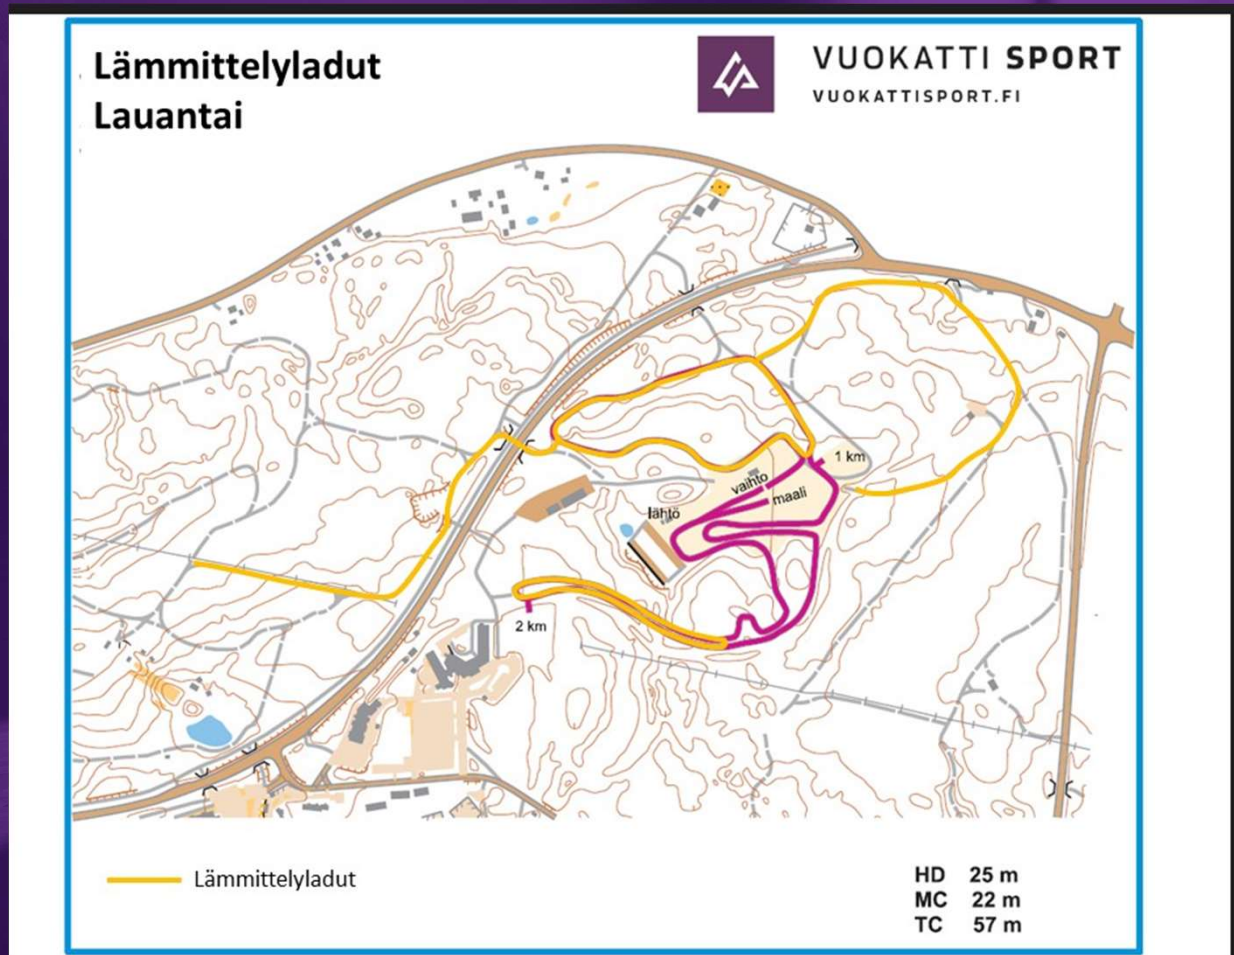 Lämmittelyladut
Lauantai
VUOKATTI SPORT
VUOKATTISPORT.FI
1 km
vaihto
maali
lähtö
2 km
Lämmittelyladut
HD 25 m
MC 22 m
TC 57 m